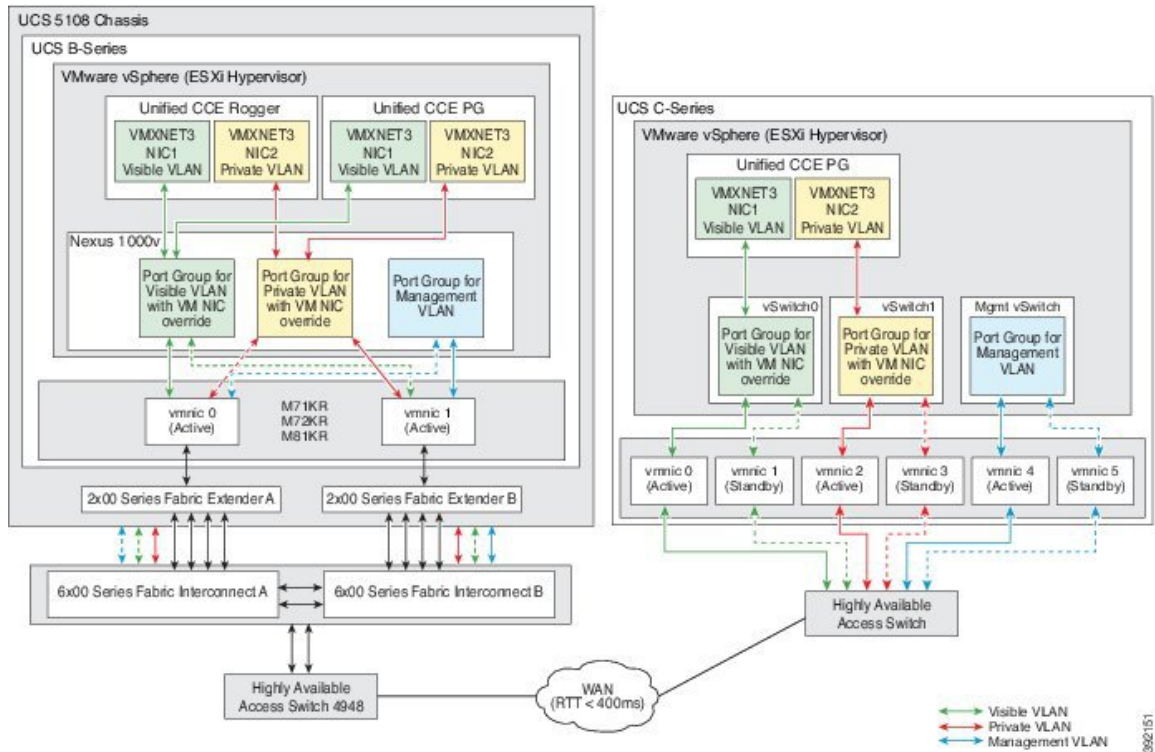 UCS 5108 Chassis
UCS B-Series
VMware vSphere (ESXi Hypervisor)
Unified CCE Rogger
VMXNET3
NIC1
Visible VLAN
VMXNET3
NIC2
Private VLAN
Unified CCE PG
VMXNET3
NIC1
Visible VLAN
VMXNET3
NIC2
Private VLAN
Nexus 1000v
Port Group for
Visible VLAN
with VM NIC
override
Port Group for
Private VLAN
with VM NIC
override
Port Group for
Management
VLAN
vmnic 0
(Active)
M71KR
M72KR
M81KR
vmnic 1
(Active)
2x00 Series Fabric Extender A
2x00 Series Fabric Extender B
6x00 Series Fabric Interconnect A
6x00 Series Fabric Interconnect B
Highly Available
Access Switch 4948
WAN
(RTT < 400ms)
UCS C-Series
VMware vSphere (ESXi Hypervisor)
Unified CCE PG
VMXNET3
NIC1
Visible VLAN
VMXNET3
NIC2
Private VLAN
vSwitch0
Port Group for
Visible VLAN
with VM NIC
override
vSwitch1
Port Group for
Private VLAN
with VM NIC
override
Mgmt vSwitch
Port Group for
Management
VLAN
vmnic 0
(Active)
vmnic 1
(Standby)
vmnic 2
(Active)
vmnic 3
(Standby)
vmnic 4
(Active)
vmnic 5
(Standby)
Highly Available
Access Switch
Visible VLAN
Private VLAN
Management VLAN
392151